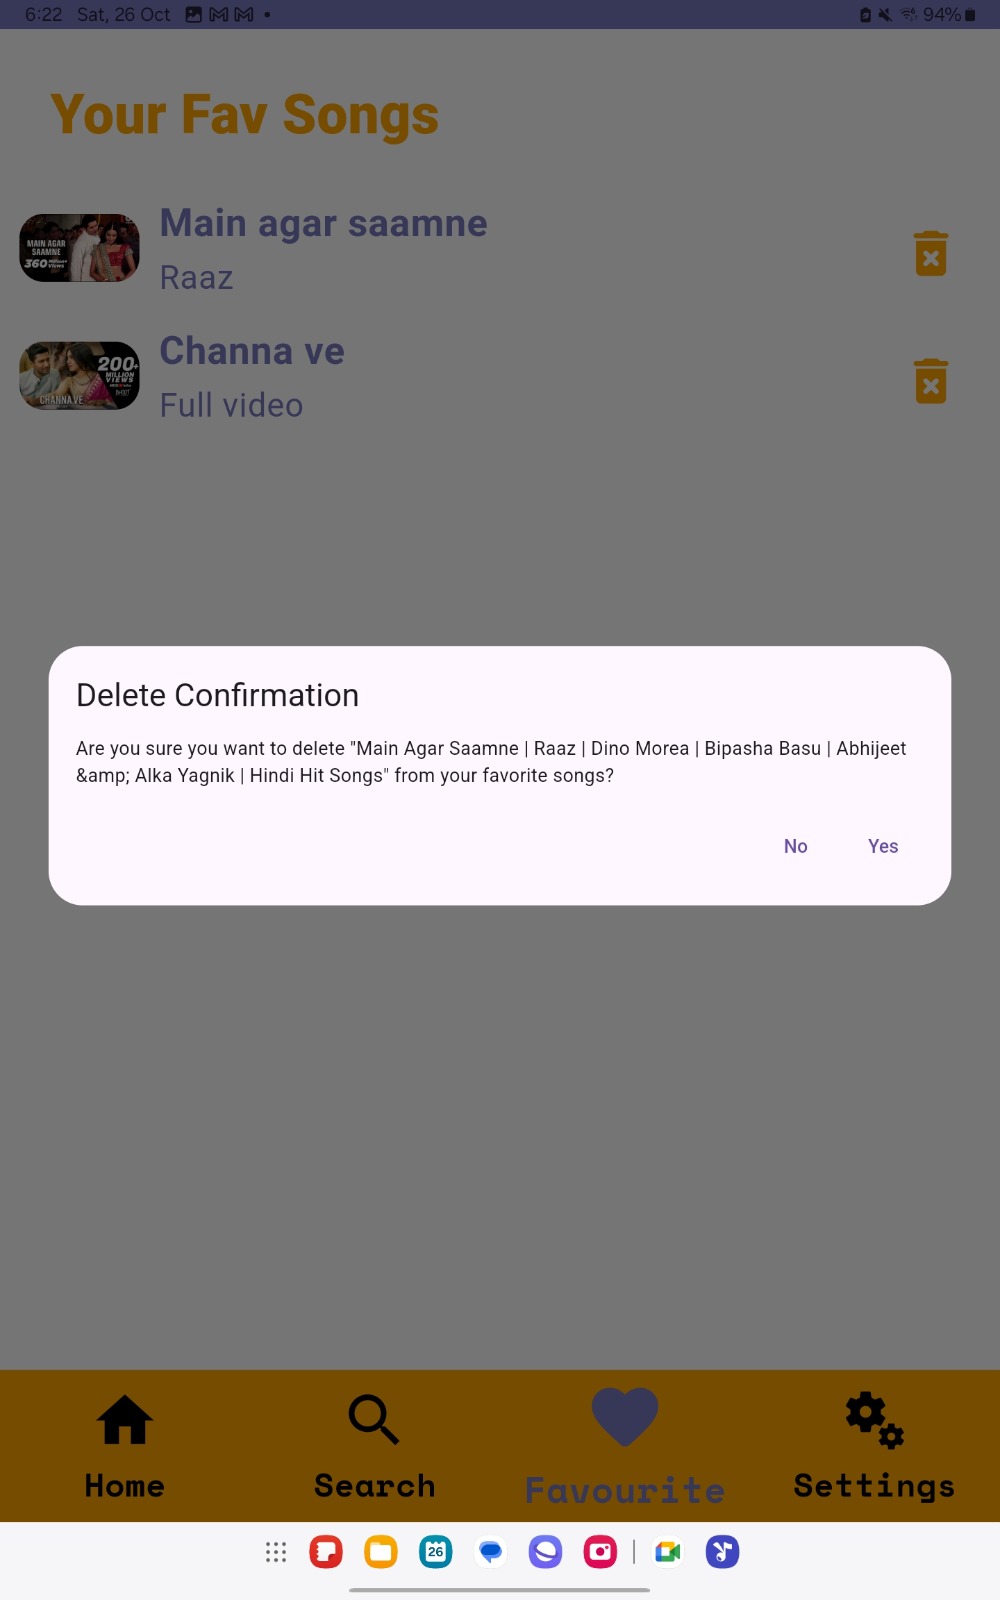 6:22 Sat, 26 Oct 94%
Your Fav Songs
MAIN AGAR
SAAMNE
360
VIEWS
Main agar saamne
Raaz
200+
MILLION
VIEWS
CHANNA VE
Channa ve
Full video
Delete Confirmation
Are you sure you want to delete "Main Agar Saamne | Raaz | Dino Morea | Bipasha Basu | Abhijeet
&amp; Alka Yagnik | Hindi Hit Songs" from your favorite songs?
No Yes
Home Search Favourite Settings
26